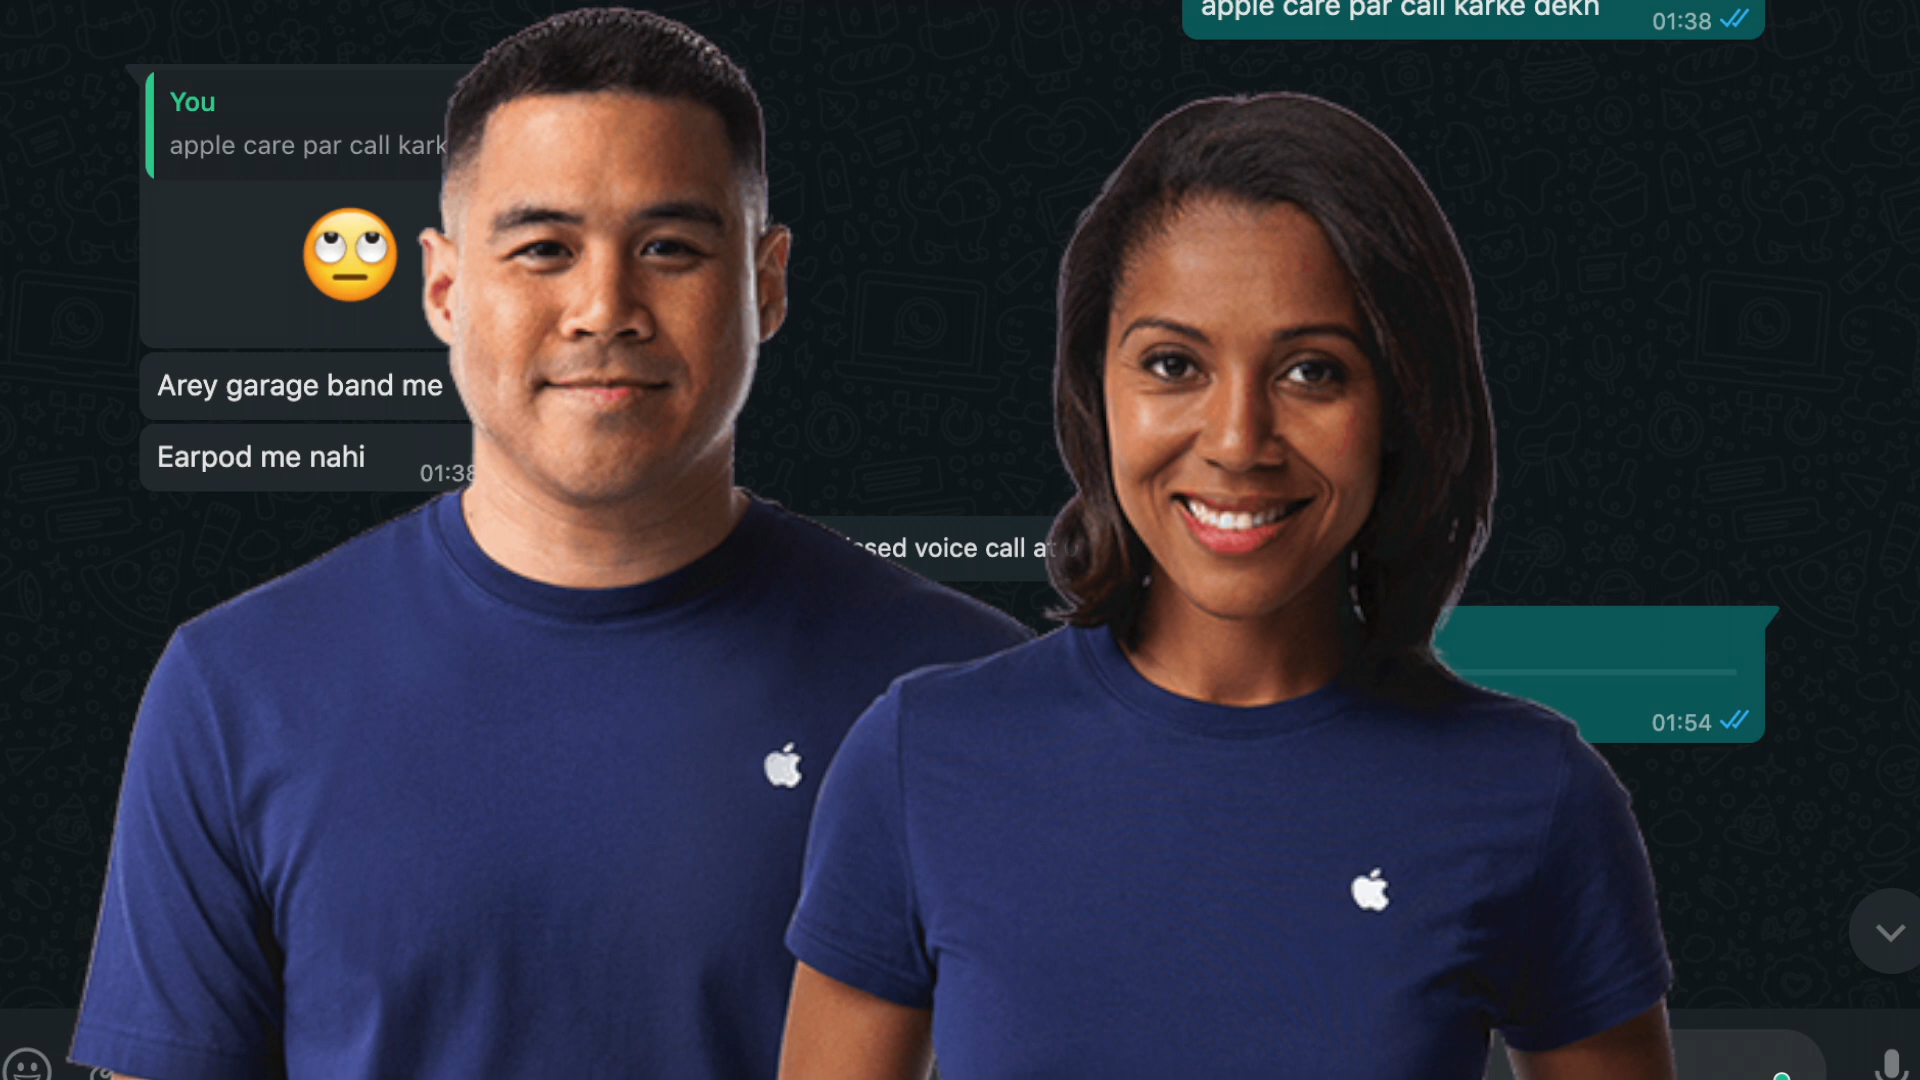 apple care par call karke dekh
01:38
You
apple care par call kark
Arey garage band me
Earpod me nahi
01:38
voice call at
01:54